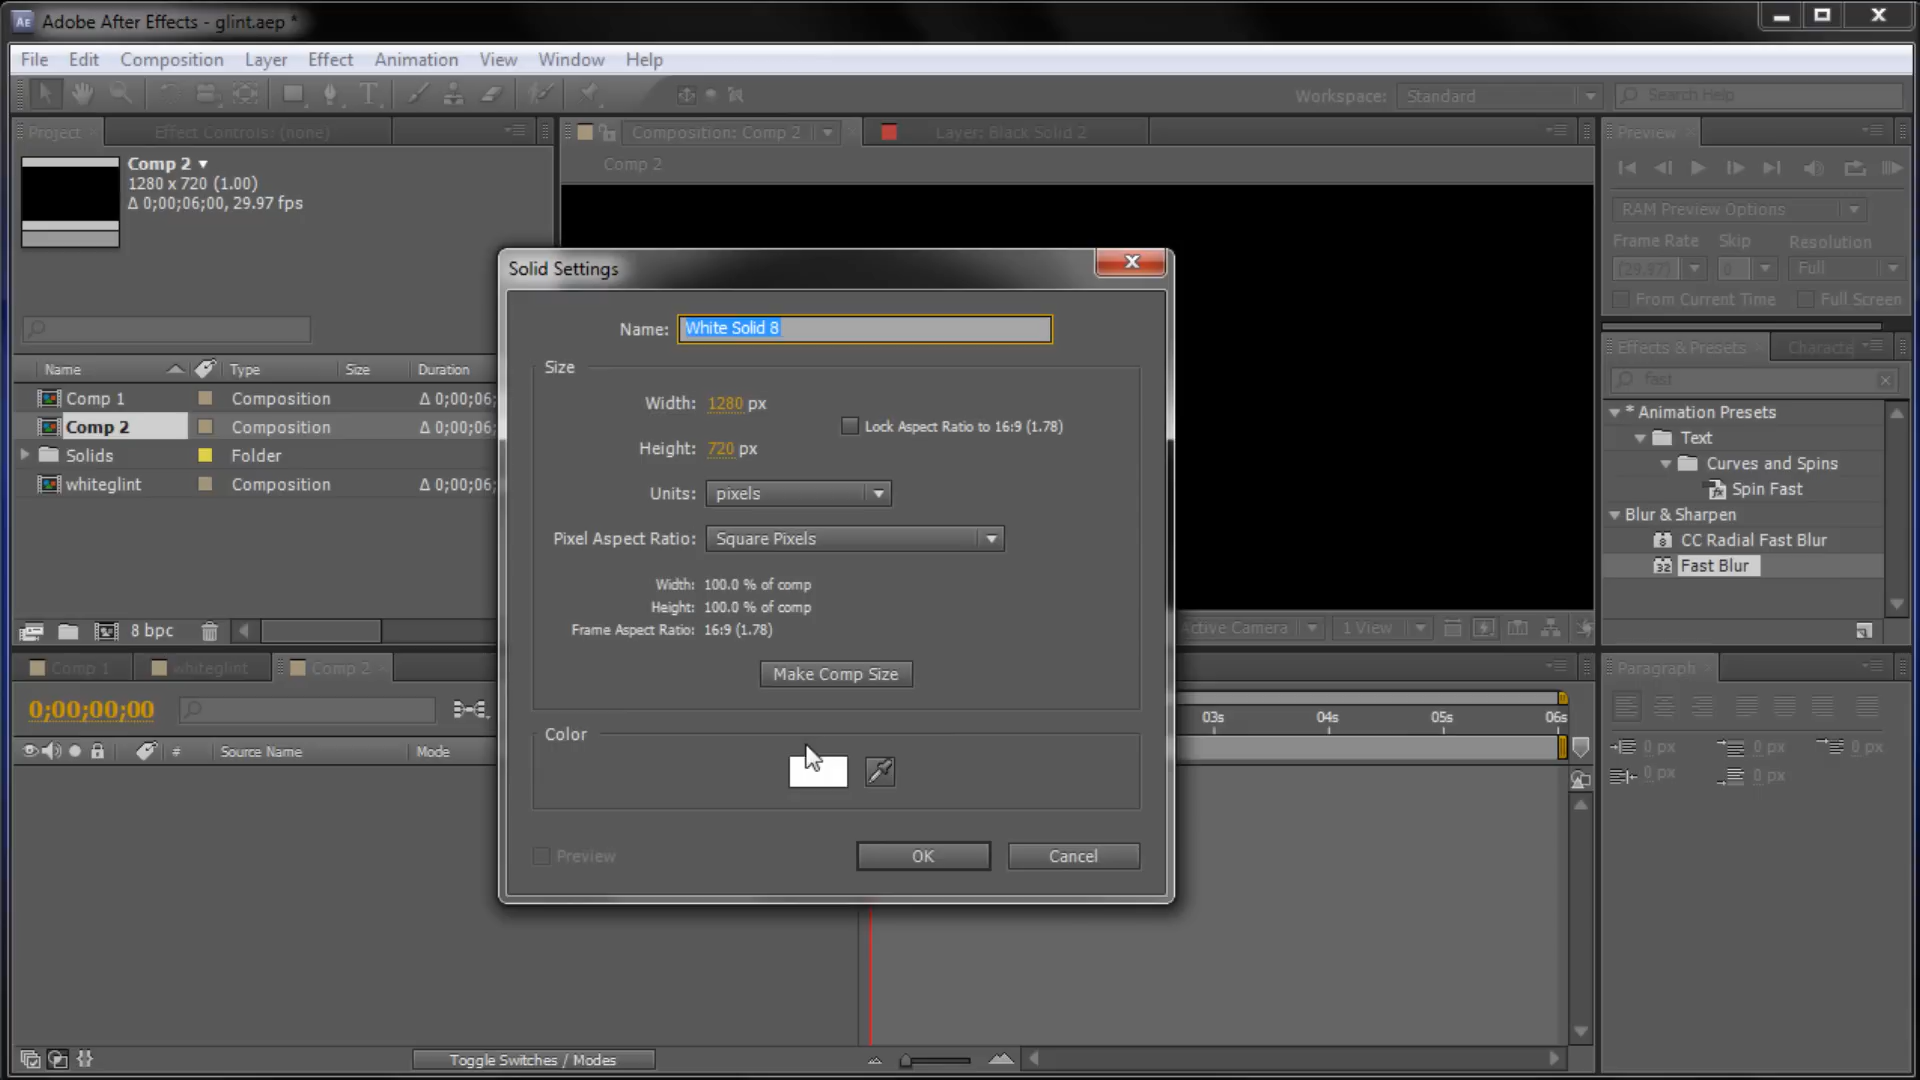 Adobe After Effects - glint.aep *
File Edit Composition Layer Effect Animation View Window Help
Workspace: Standard Search Help
Project Effect Controls: (none) Composition: Comp 2 Layer: Black Solid 2 Preview
Comp 2
1280 x 720 (1.00)
Δ 0;00;06;00, 29.97 fps
Comp 2
RAM Preview Options
Frame Rate Skip Resolution
(29.97) 0 Full
From Current Time Full Screen
Effects & Presets Characte
fast
Name Type Size Duration
Comp 1 Composition Δ 0;00;06;
Comp 2 Composition Δ 0;00;06;
Solids Folder
whiteglint Composition Δ 0;00;06;
* Animation Presets
Text
Curves and Spins
Spin Fast
Blur & Sharpen
CC Radial Fast Blur
Fast Blur
8 bpc
Solid Settings
Name: White Solid 8
Size
Width: 1280 px
Lock Aspect Ratio to 16:9 (1.78)
Height: 720 px
Units: pixels
Pixel Aspect Ratio: Square Pixels
Width: 100.0 % of comp
Height: 100.0 % of comp
Frame Aspect Ratio: 16:9 (1.78)
Make Comp Size
Color
Preview OK Cancel
Active Camera 1 View
Comp 1 whiteglint Comp 2
0;00;00;00
# Source Name Mode
03s 04s 05s 06s
Paragraph
0 px 0 px 0 px
0 px 0 px
Toggle Switches / Modes